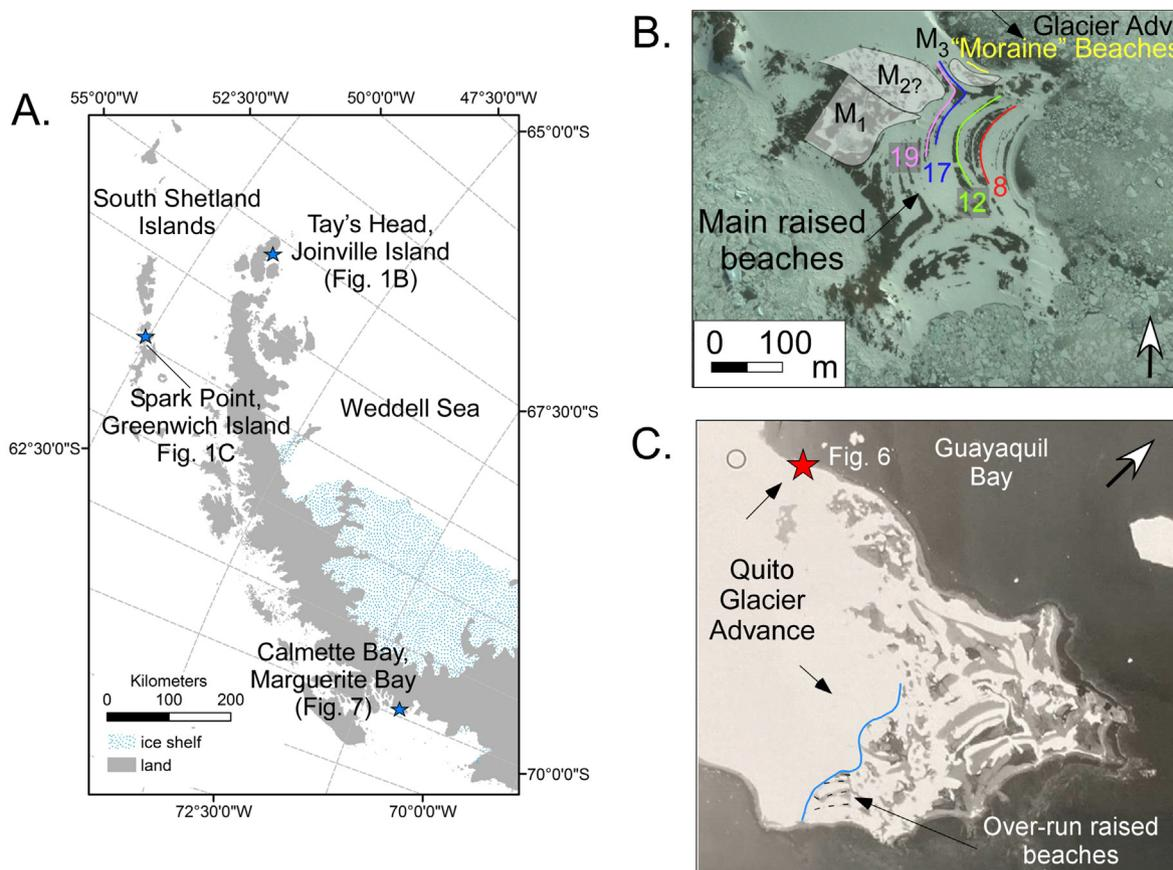 A.
55°0'0"W
52°30'0"W
50°0'0"W
47°30'0"W
65°0'0"S
South Shetland
Islands
Tay's Head,
Joinville Island
(Fig. 1B)
Spark Point,
Greenwich Island
Fig. 1C
Weddell Sea
67°30'0"S
62°30'0"S
Calmette Bay,
Marguerite Bay
(Fig. 7)
Kilometers
0 100 200
ice shelf
land
70°0'0"S
72°30'0"W
70°0'0"W
B.
Glacier Adv
M3
"Moraine" Beaches
M2?
M1
19
17
12
8
Main raised
beaches
0 100
m
C.
Fig. 6
Guayaquil
Bay
Quito
Glacier
Advance
Over-run raised
beaches